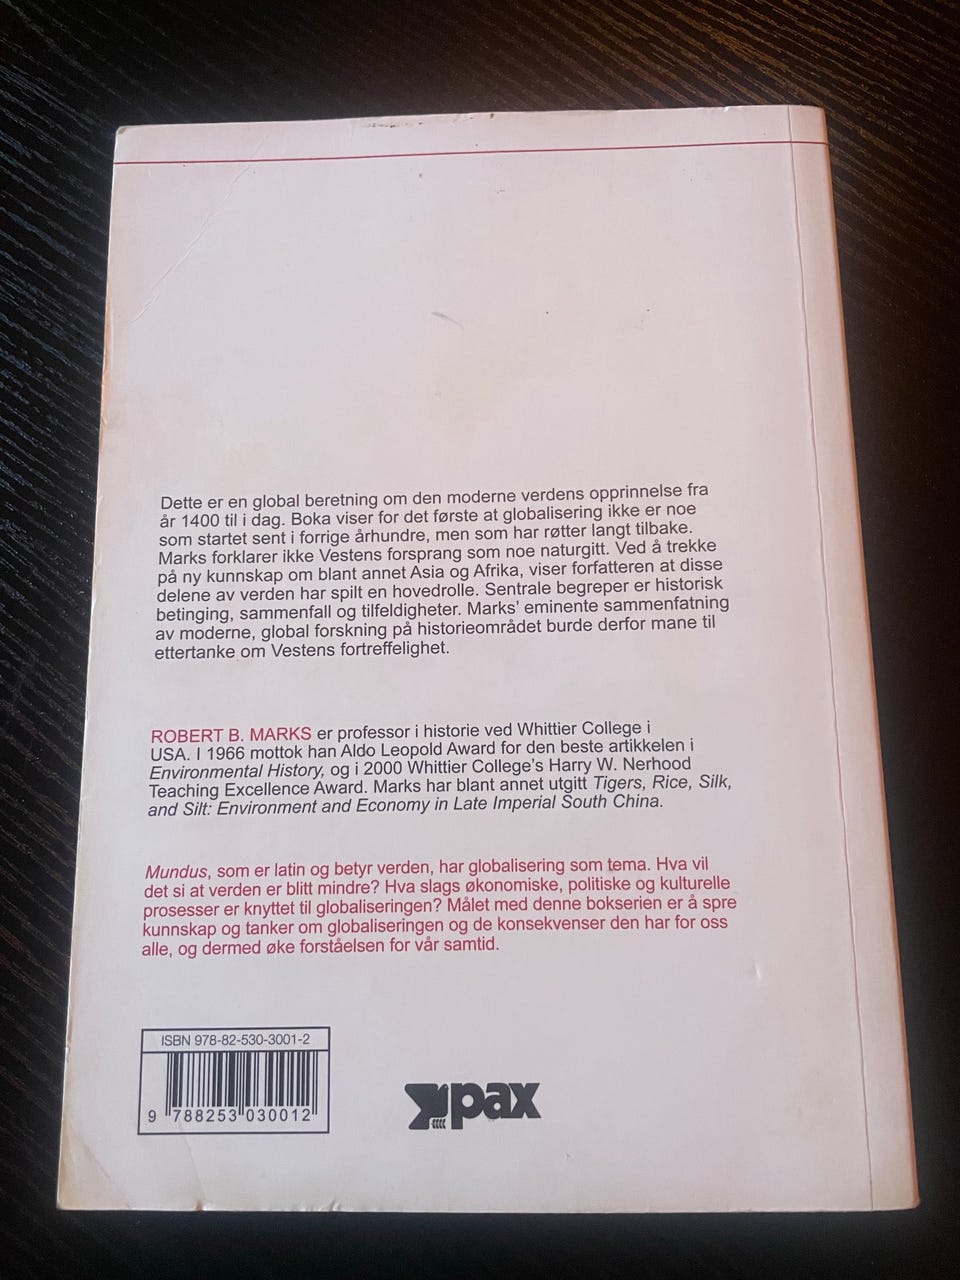 Dette er en global beretning om den moderne verdens opprinnelse fra
år 1400 til i dag. Boka viser for det første at globalisering ikke er noe
som startet sent i forrige århundre, men som har røtter langt tilbake.
Marks forklarer ikke Vestens forsprang som noe naturgitt. Ved å trekke
på ny kunnskap om blant annet Asia og Afrika, viser forfatteren at disse
delene av verden har spilt en hovedrolle. Sentrale begreper er historisk
betinging, sammenfall og tilfeldigheter. Marks’ eminente sammenfatning
av moderne, global forskning på historieområdet burde derfor mane til
ettertanke om Vestens fortreffelighet.
ROBERT B. MARKS er professor i historie ved Whittier College i
USA. I 1966 mottok han Aldo Leopold Award for den beste artikkelen i
Environmental History, og i 2000 Whittier College’s Harry W. Nerhood
Teaching Excellence Award. Marks har blant annet utgitt Tigers, Rice, Silk,
and Silt: Environment and Economy in Late Imperial South China.
Mundus, som er latin og betyr verden, har globalisering som tema. Hva vil
det si at verden er blitt mindre? Hva slags økonomiske, politiske og kulturelle
prosesser er knyttet til globaliseringen? Målet med denne bokserien er å spre
kunnskap og tanker om globaliseringen og de konsekvenser den har for oss
alle, og dermed øke forståelsen for vår samtid.
ISBN 978-82-530-3001-2
9 788253 030012
pax